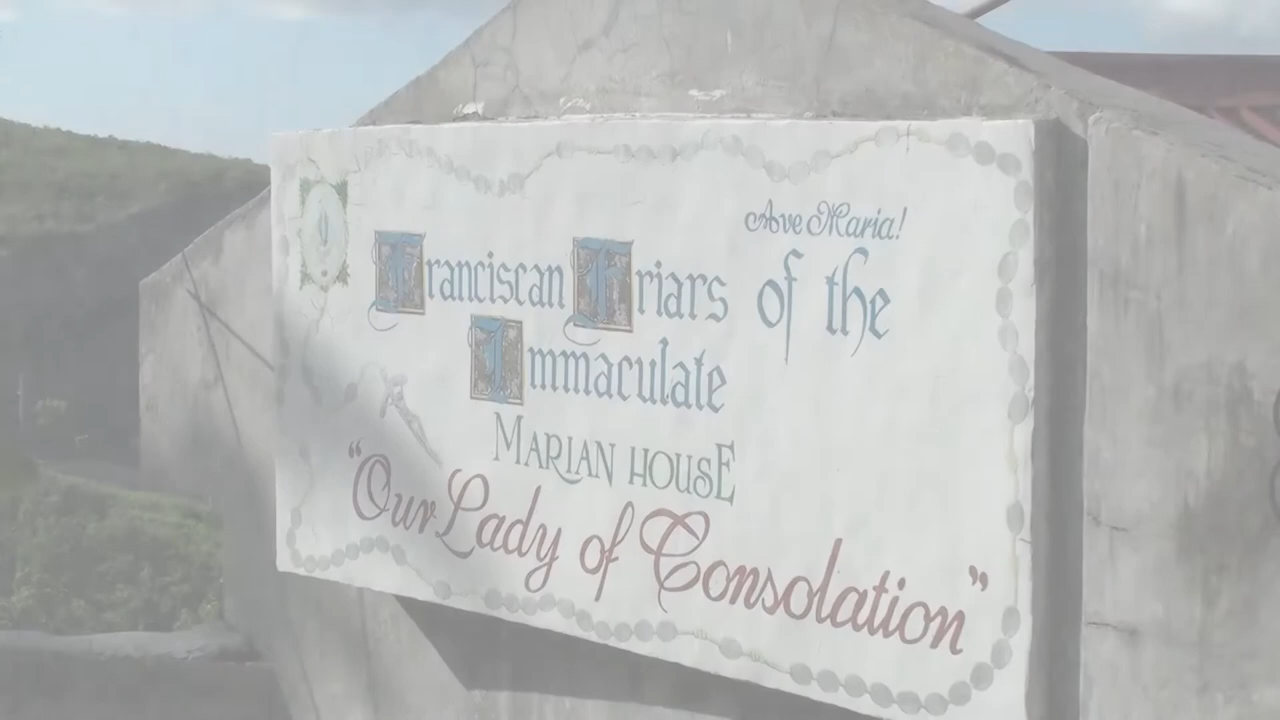 Ave Maria!
Franciscan Friars of the
Immaculate
MARIAN HOUSE
"Our Lady of Consolation"